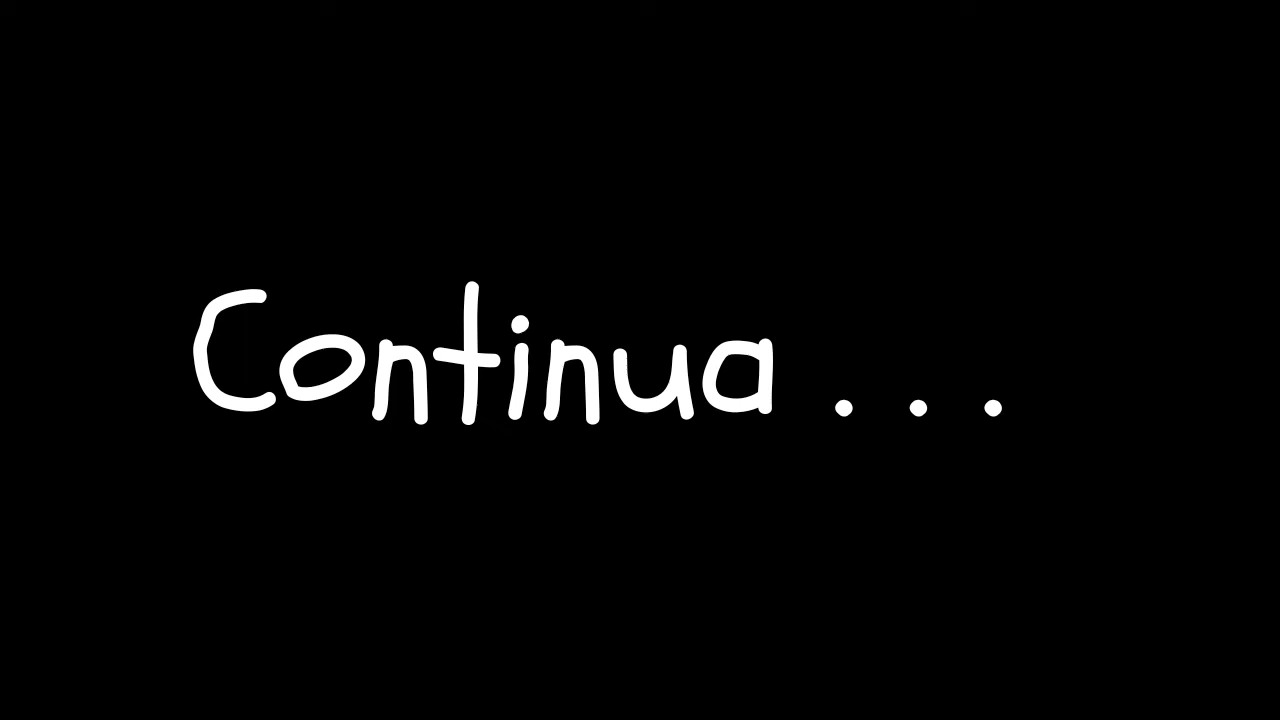 Continua . . .